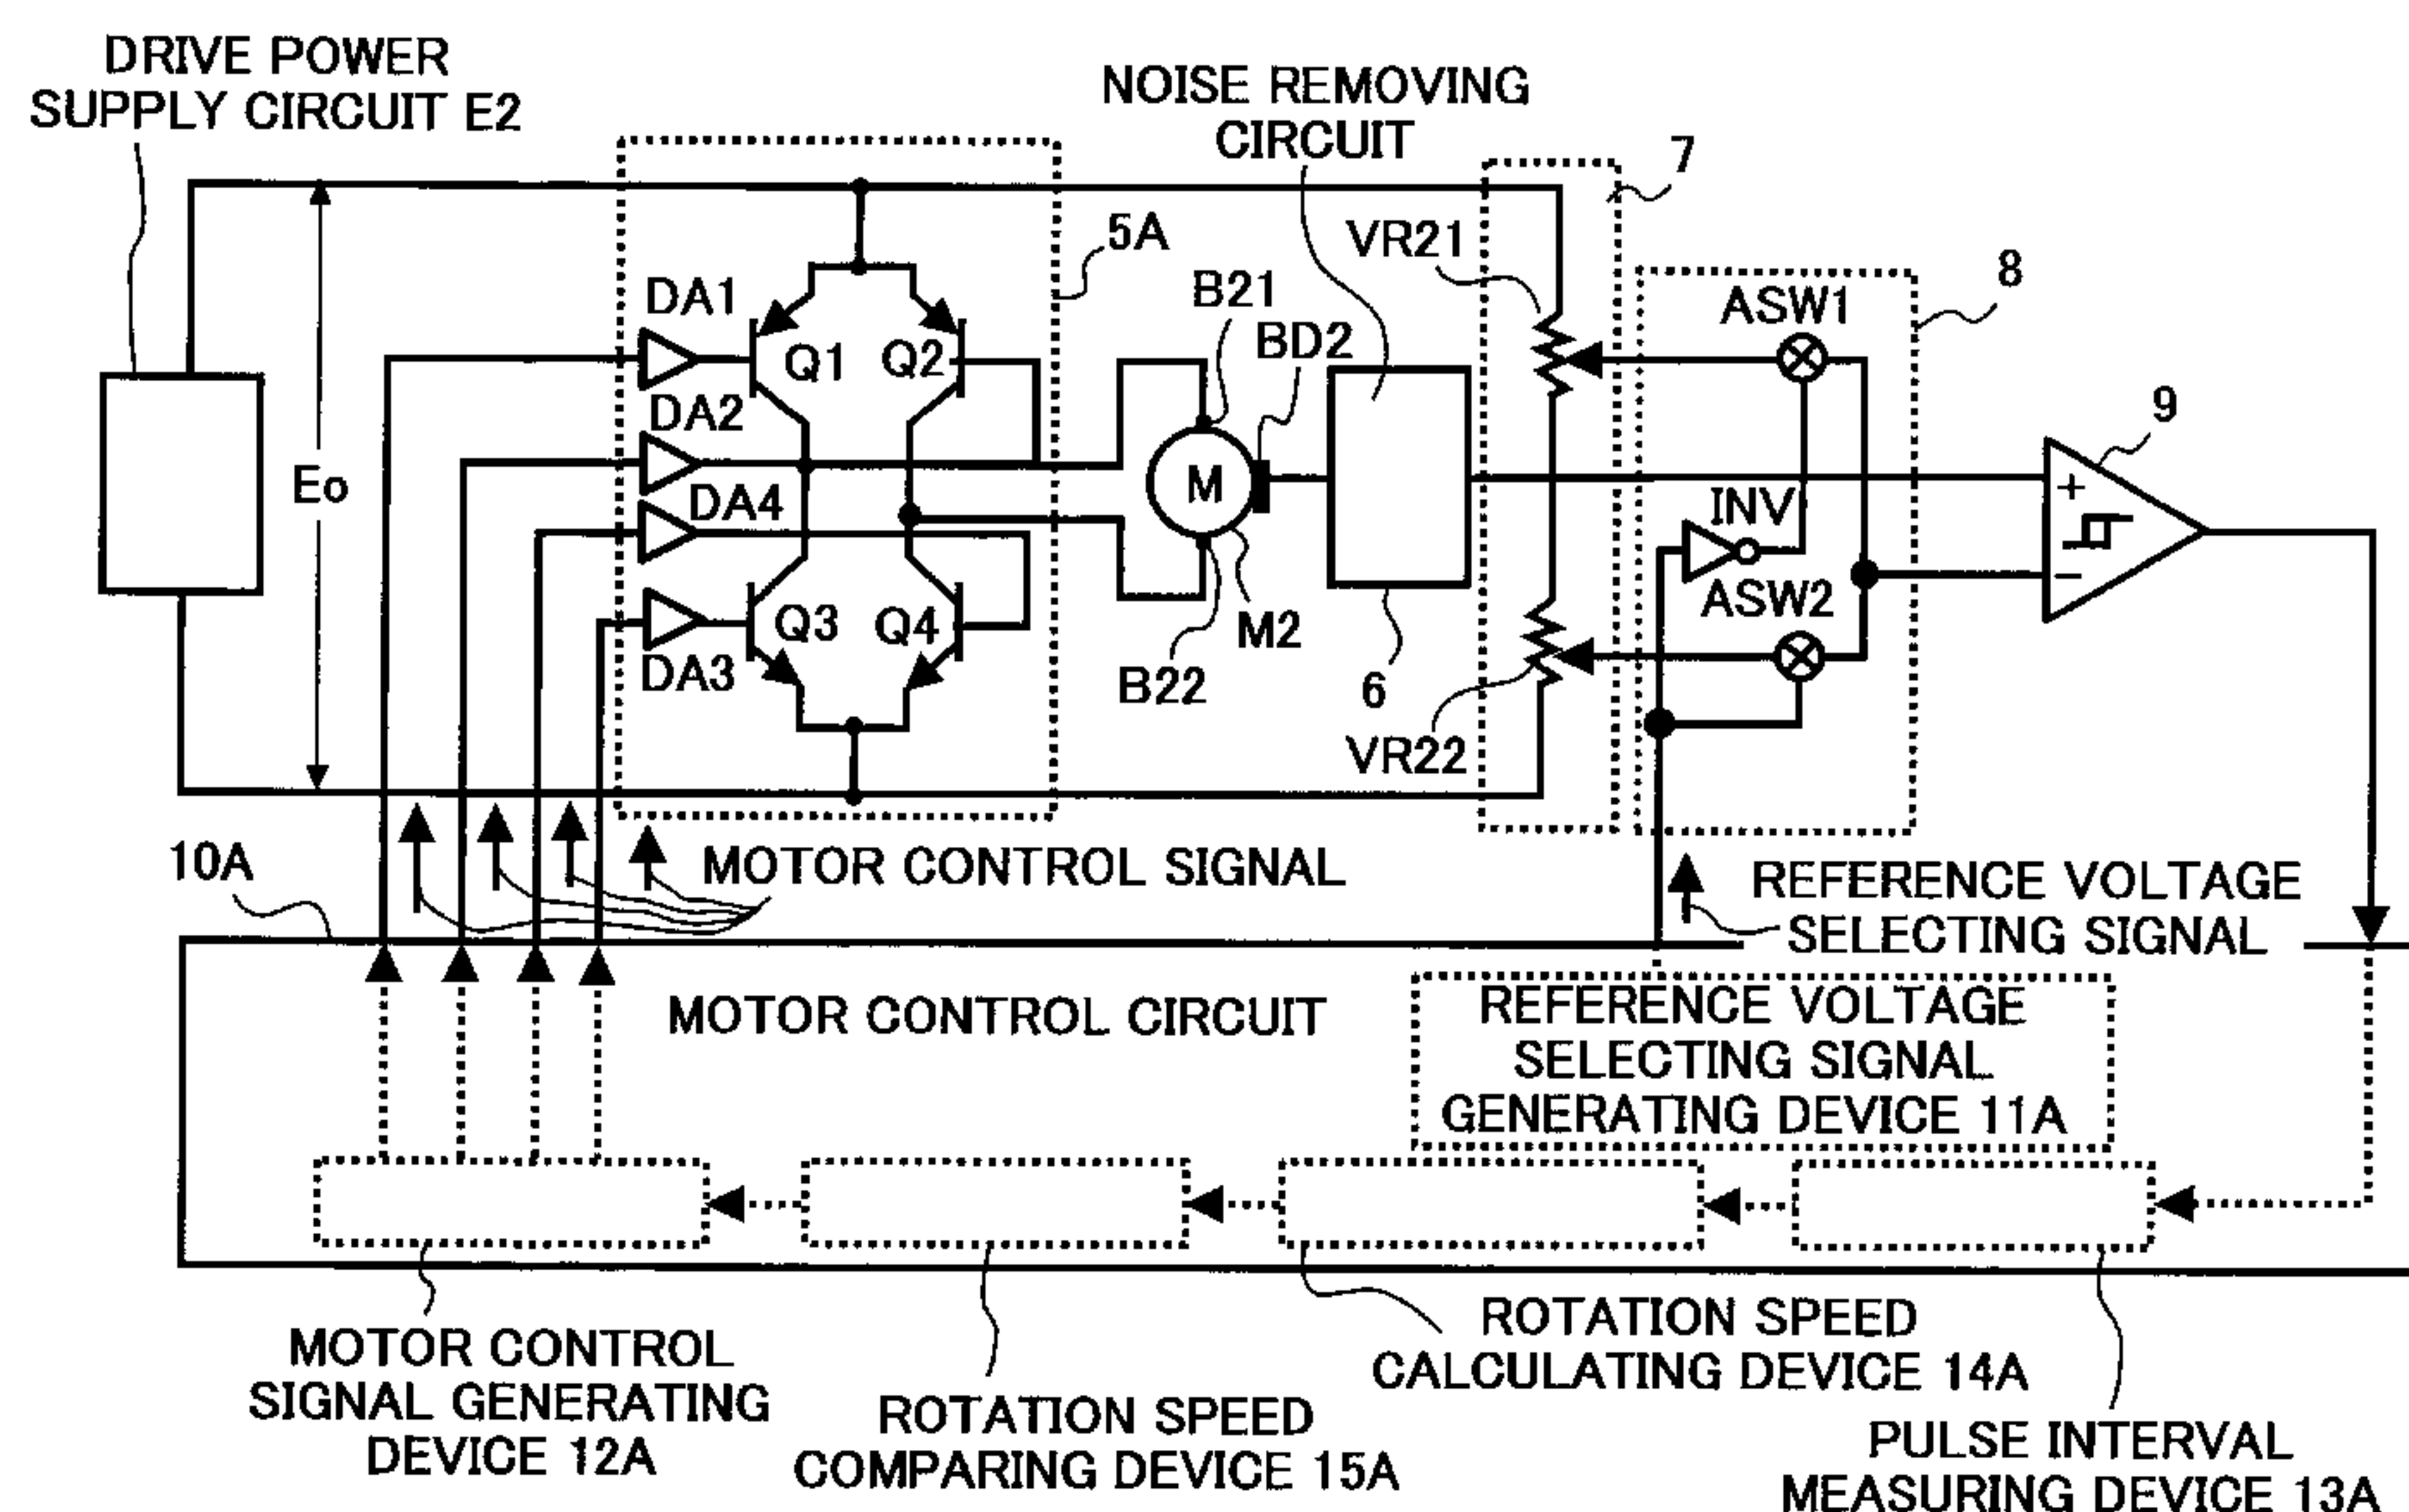 DRIVE POWER
SUPPLY CIRCUIT E2
NOISE REMOVING
CIRCUIT
7
5A
VR21
8
DA1
B21
ASW1
BD2
Q1
Q2
9
DA2
Eo
M
+
DA4
INV
−
ASW2
Q3
Q4
M2
DA3
B22
6
VR22
10A
MOTOR CONTROL SIGNAL
REFERENCE VOLTAGE
SELECTING SIGNAL
MOTOR CONTROL CIRCUIT
REFERENCE VOLTAGE
SELECTING SIGNAL
GENERATING DEVICE 11A
MOTOR CONTROL
SIGNAL GENERATING
DEVICE 12A
ROTATION SPEED
COMPARING DEVICE 15A
ROTATION SPEED
CALCULATING DEVICE 14A
PULSE INTERVAL
MEASURING DEVICE 13A